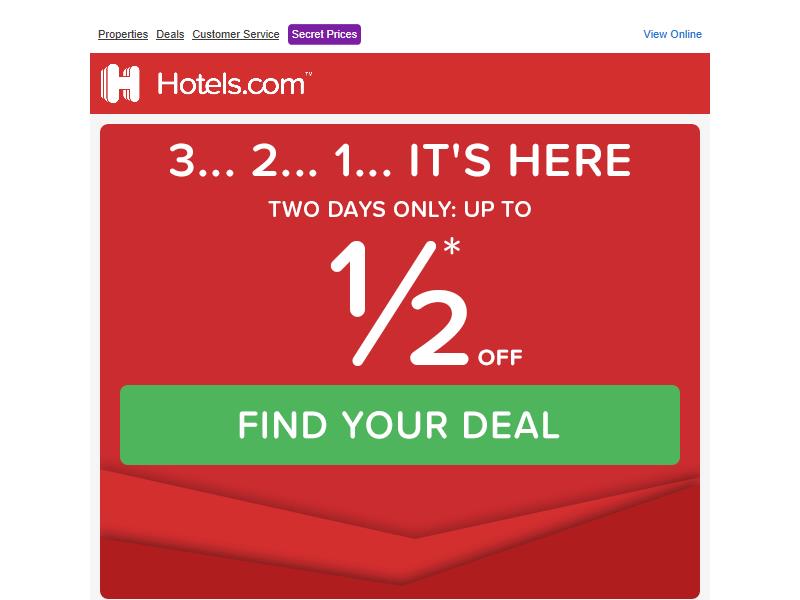 Properties Deals Customer Service Secret Prices View Online
Hotels.com™
3... 2... 1... IT'S HERE
TWO DAYS ONLY: UP TO
1/2* OFF
FIND YOUR DEAL